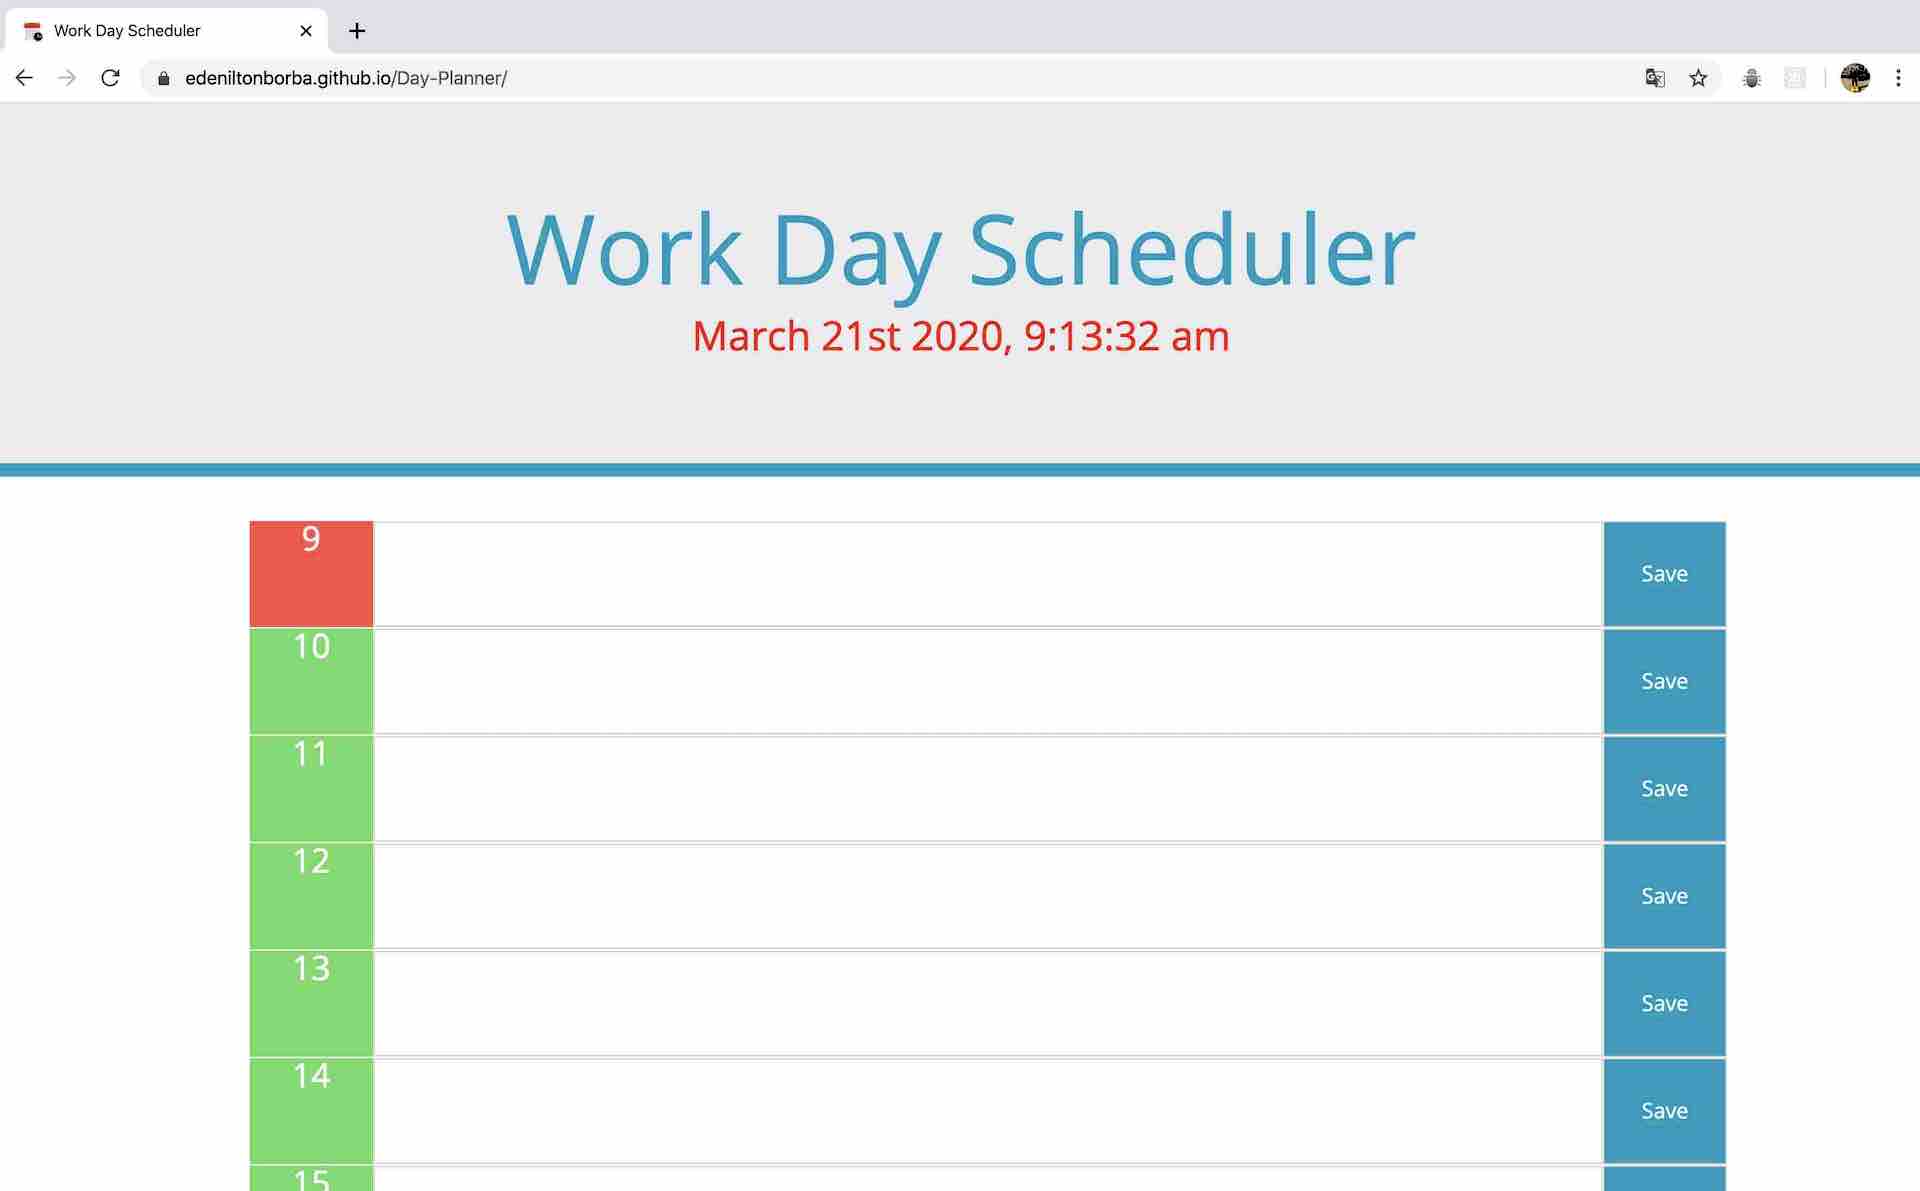 Work Day Scheduler
edeniltonborba.github.io/Day-Planner/
Work Day Scheduler
March 21st 2020, 9:13:32 am
9
Save
10
Save
11
Save
12
Save
13
Save
14
Save
15